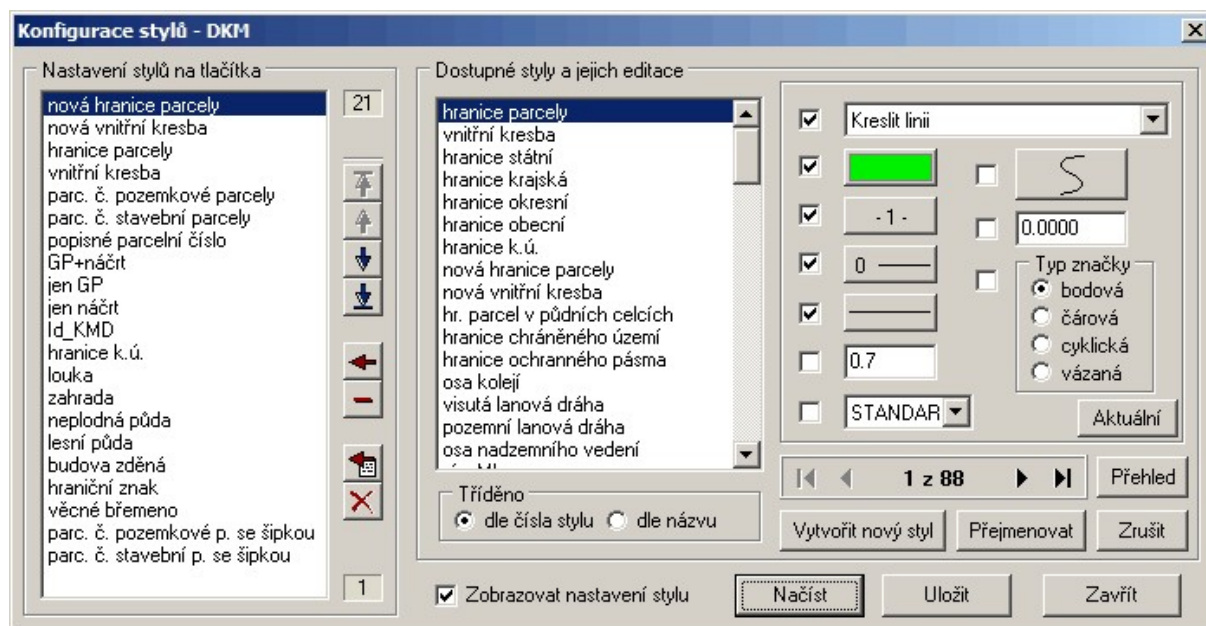 Konfigurace stylů - DKM
Nastavení stylů na tlačítka
nová hranice parcely
nová vnitřní kresba
hranice parcely
vnitřní kresba
parc. č. pozemkové parcely
parc. č. stavební parcely
popisné parcelní číslo
GP+náčrt
jen GP
jen náčrt
Id_KMD
hranice k.ú.
louka
zahrada
neplodná půda
lesní půda
budova zděná
hraniční znak
věcné břemeno
parc. č. pozemkové p. se šipkou
parc. č. stavební p. se šipkou
21
1
Dostupné styly a jejich editace
hranice parcely
vnitřní kresba
hranice státní
hranice krajská
hranice okresní
hranice obecní
hranice k.ú.
nová hranice parcely
nová vnitřní kresba
hr. parcel v půdních celcích
hranice chráněného území
hranice ochranného pásma
osa kolejí
visutá lanová dráha
pozemní lanová dráha
osa nadzemního vedení
Tříděno
dle čísla stylu
dle názvu
Kreslit linii
- 1 -
0
0.7
STANDAR
0.0000
Typ značky
bodová
čárová
cyklická
vázaná
Aktuální
1 z 88
Přehled
Vytvořit nový styl
Přejmenovat
Zrušit
Zobrazovat nastavení stylu
Načíst
Uložit
Zavřít